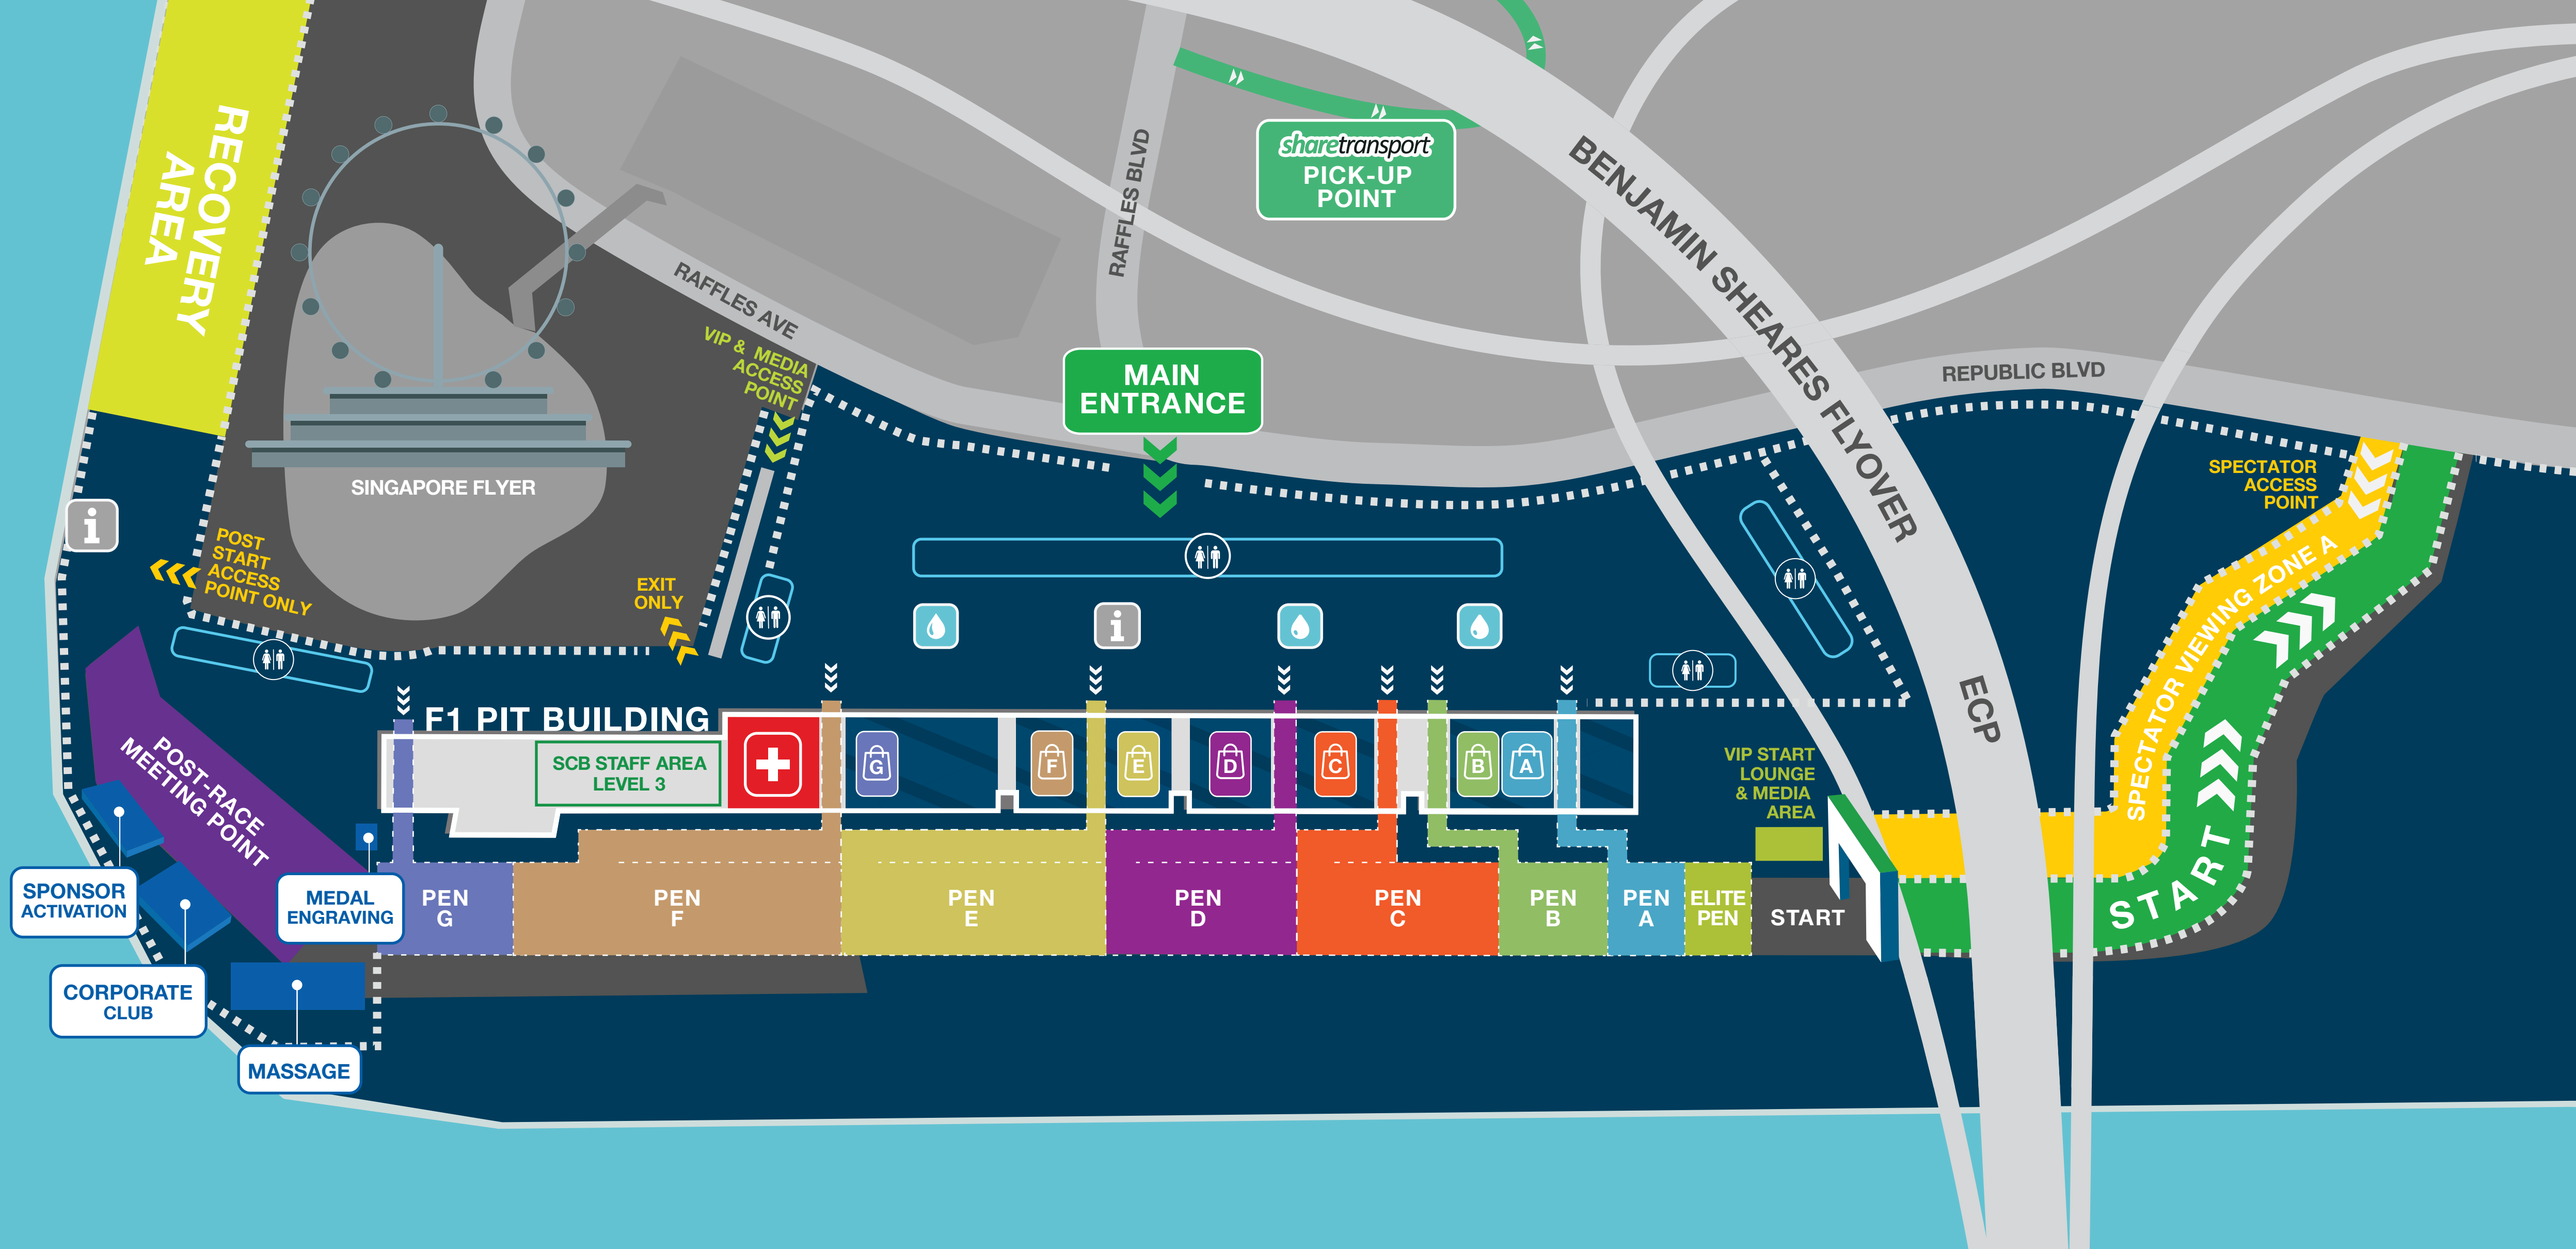 RECOVERY
AREA
sharetransport
PICK-UP
POINT
RAFFLES BLVD
BENJAMIN SHEARES FLYOVER
ECP
RAFFLES AVE
VIP & MEDIA
ACCESS
POINT
MAIN
ENTRANCE
REPUBLIC BLVD
SPECTATOR
ACCESS
POINT
SPECTATOR VIEWING ZONE A
SINGAPORE FLYER
i
POST
START
ACCESS
POINT ONLY
EXIT
ONLY
i
F1 PIT BUILDING
SCB STAFF AREA
LEVEL 3
G
F
E
D
C
B
A
VIP START
LOUNGE
& MEDIA
AREA
POST-RACE
MEETING POINT
SPONSOR
ACTIVATION
MEDAL
ENGRAVING
PEN
G
PEN
F
PEN
E
PEN
D
PEN
C
PEN
B
PEN
A
ELITE
PEN
START
START
CORPORATE
CLUB
MASSAGE